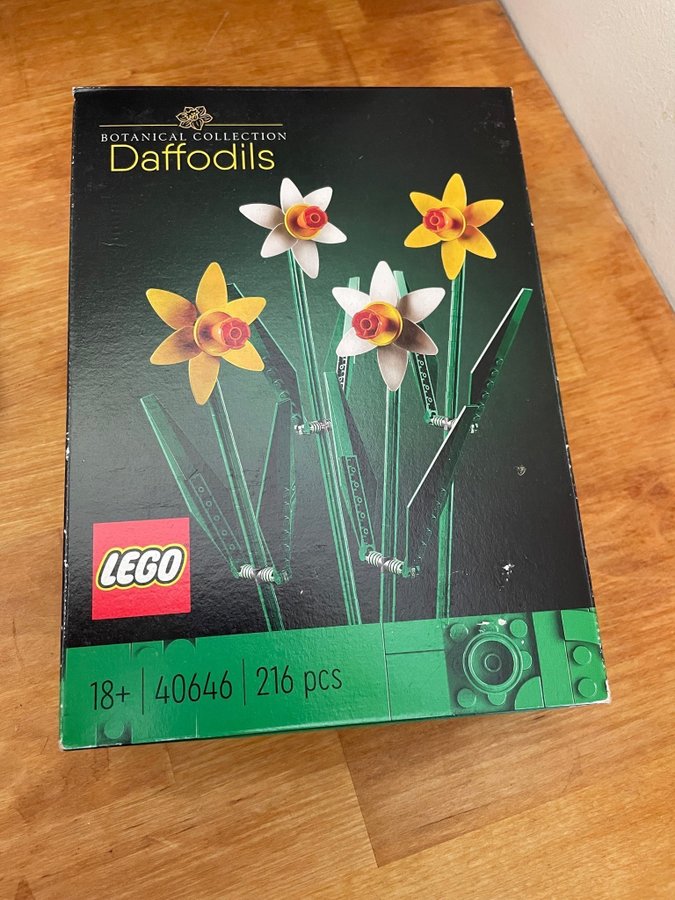 BOTANICAL COLLECTION
Daffodils
LEGO
18+ | 40646 | 216 pcs